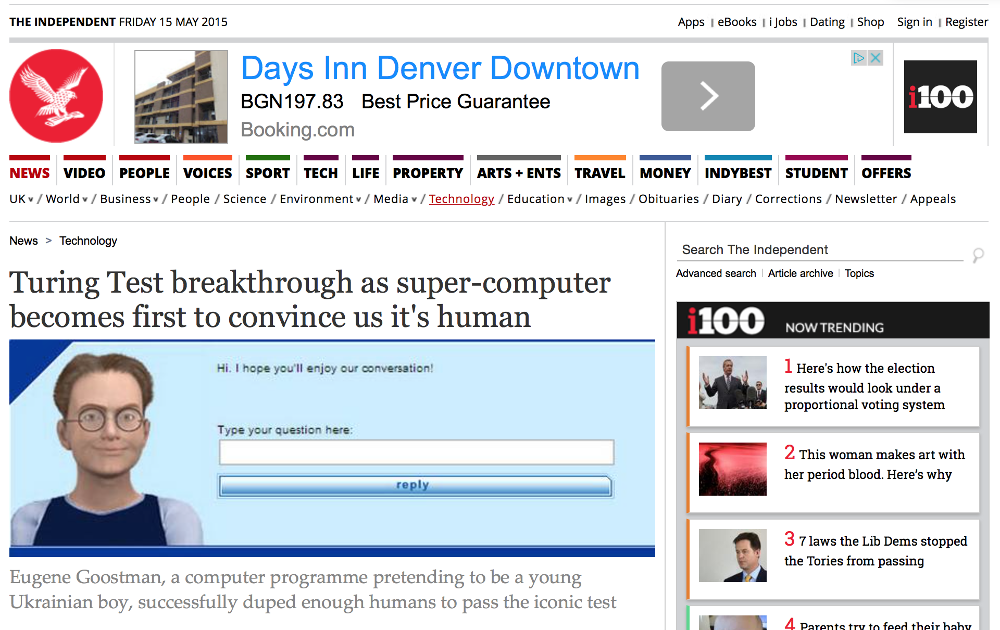 THE INDEPENDENT FRIDAY 15 MAY 2015
Apps | eBooks | i Jobs | Dating | Shop Sign in | Register
Days Inn Denver Downtown
BGN197.83 Best Price Guarantee
Booking.com
i100
NEWS VIDEO PEOPLE VOICES SPORT TECH LIFE PROPERTY ARTS + ENTS TRAVEL MONEY INDYBEST STUDENT OFFERS
UK / World / Business / People / Science / Environment / Media / Technology / Education / Images / Obituaries / Diary / Corrections / Newsletter / Appeals
News > Technology
Turing Test breakthrough as super-computer
becomes first to convince us it's human
Hi. I hope you'll enjoy our conversation!
Type your question here:
reply
Eugene Goostman, a computer programme pretending to be a young
Ukrainian boy, successfully duped enough humans to pass the iconic test
Search The Independent
Advanced search | Article archive | Topics
i100 NOW TRENDING
1 Here's how the election
results would look under a
proportional voting system
2 This woman makes art with
her period blood. Here's why
3 7 laws the Lib Dems stopped
the Tories from passing
4 Parents try to feed their baby